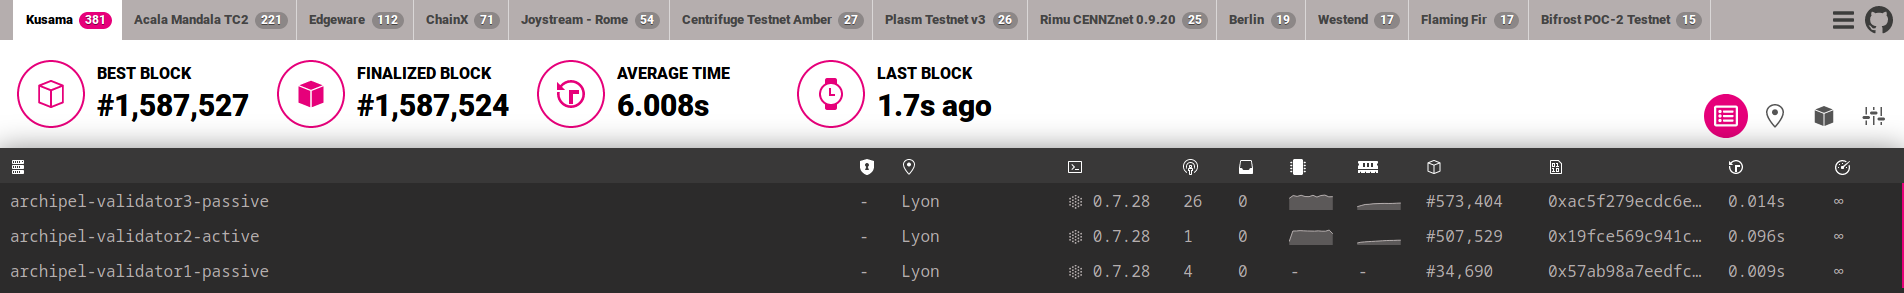 Kusama 381 Acala Mandala TC2 221 Edgeware 112 ChainX 71 Joystream - Rome 54 Centrifuge Testnet Amber 27 Plasm Testnet v3 26 Rimu CENNZnet 0.9.20 25 Berlin 19 Westend 17 Flaming Fir 17 Bifrost POC-2 Testnet 15
BEST BLOCK FINALIZED BLOCK AVERAGE TIME LAST BLOCK
#1,587,527 #1,587,524 6.008s 1.7s ago
archipel-validator3-passive - Lyon 0.7.28 26 0 #573,404 0xac5f279ecdc6e… 0.014s ∞
archipel-validator2-active - Lyon 0.7.28 1 0 #507,529 0x19fce569c941c… 0.096s ∞
archipel-validator1-passive - Lyon 0.7.28 4 0 - - #34,690 0x57ab98a7eedfc… 0.009s ∞